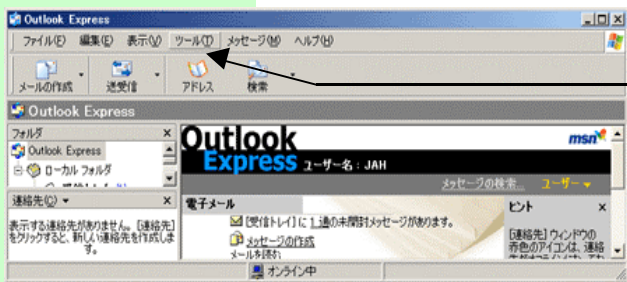 Outlook Express
ファイル(F) 編集(E) 表示(V) ツール(T) メッセージ(M) ヘルプ(H)
メールの作成 送受信 アドレス 検索
Outlook Express
フォルダ ×
Outlook Express
ローカル フォルダ
連絡先(C) ×
表示する連絡先がありません。[連絡先]
をクリックすると、新しい連絡先を作成しま
す。
Outlook
Express ユーザー名 : JAH
msn
メッセージの検索... ユーザー
電子メール
[受信トレイ] に 1 通の未開封メッセージがあります。
メッセージの作成
メールを読む
ヒント ×
[連絡先] ウィンドウの
赤色のアイコンは、連絡
オンライン中